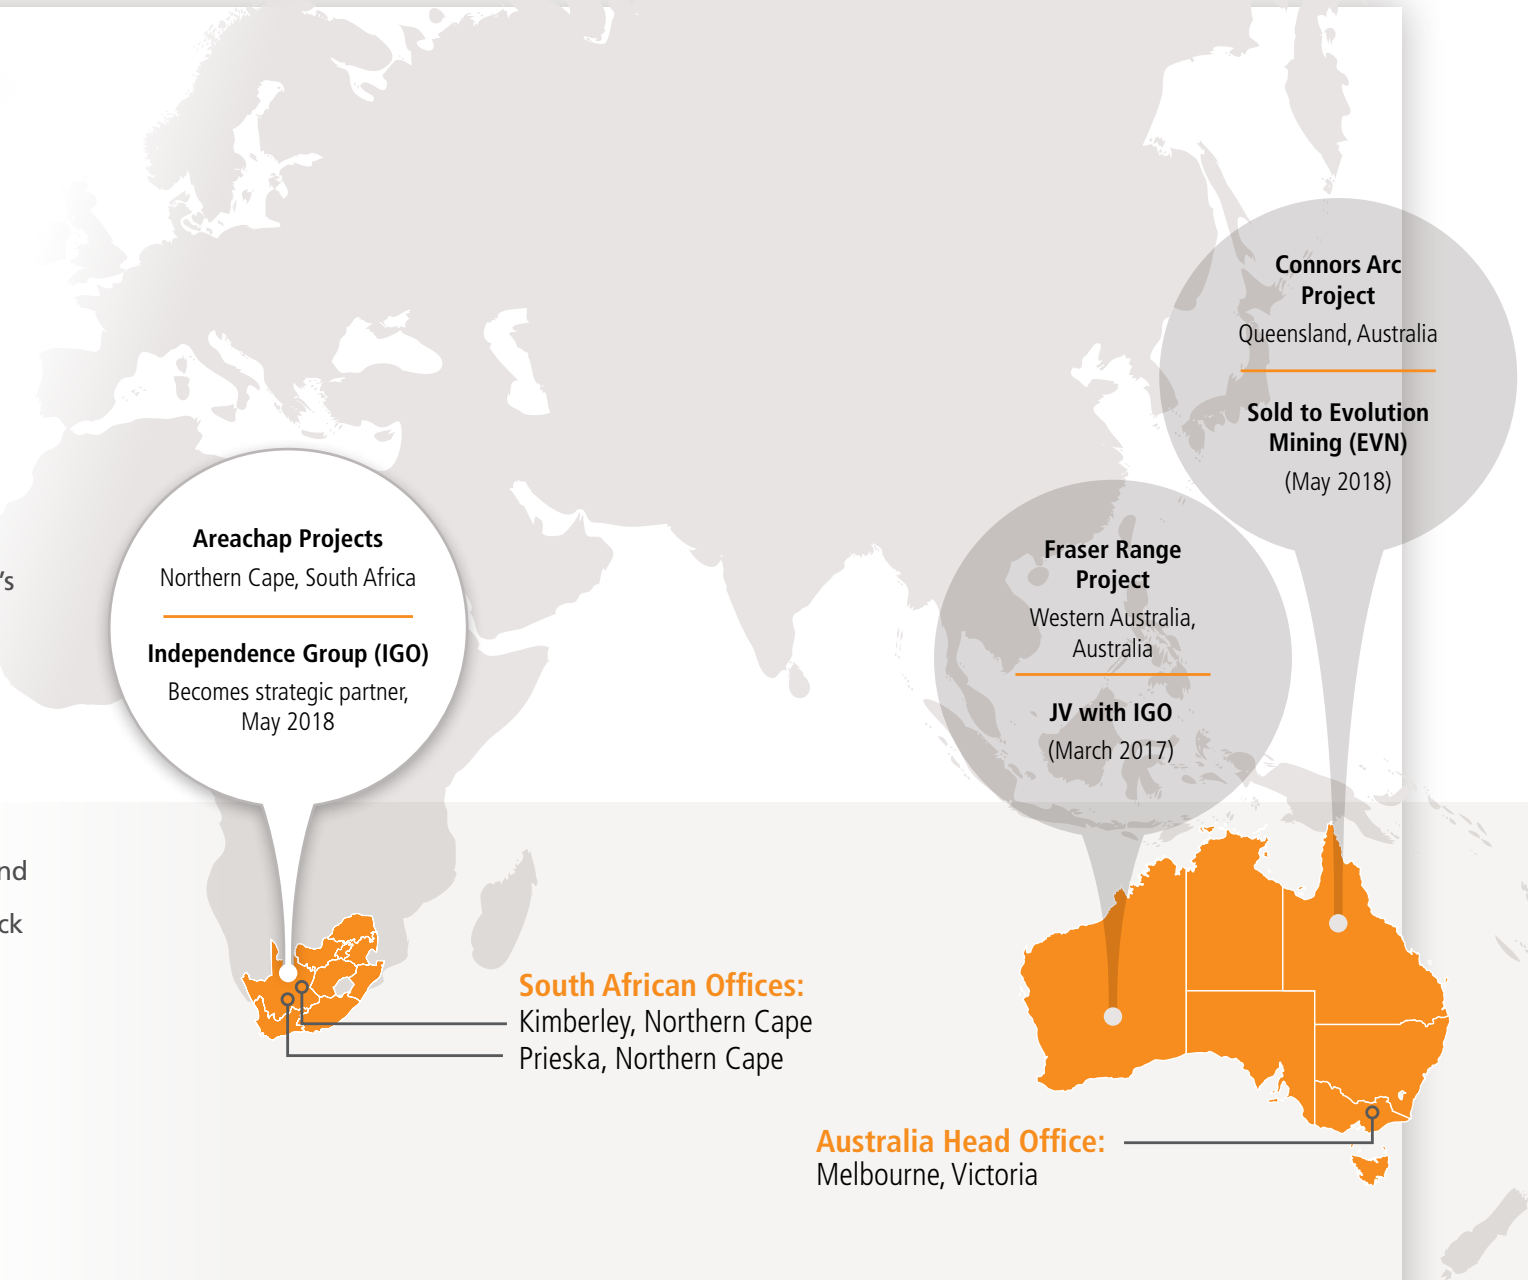 Connors Arc
Project
Queensland, Australia
Sold to Evolution
Mining (EVN)
(May 2018)
Areachap Projects
Northern Cape, South Africa
Independence Group (IGO)
Becomes strategic partner,
May 2018
Fraser Range
Project
Western Australia,
Australia
JV with IGO
(March 2017)
's
nd
ck
South African Offices:
Kimberley, Northern Cape
Prieska, Northern Cape
Australia Head Office:
Melbourne, Victoria